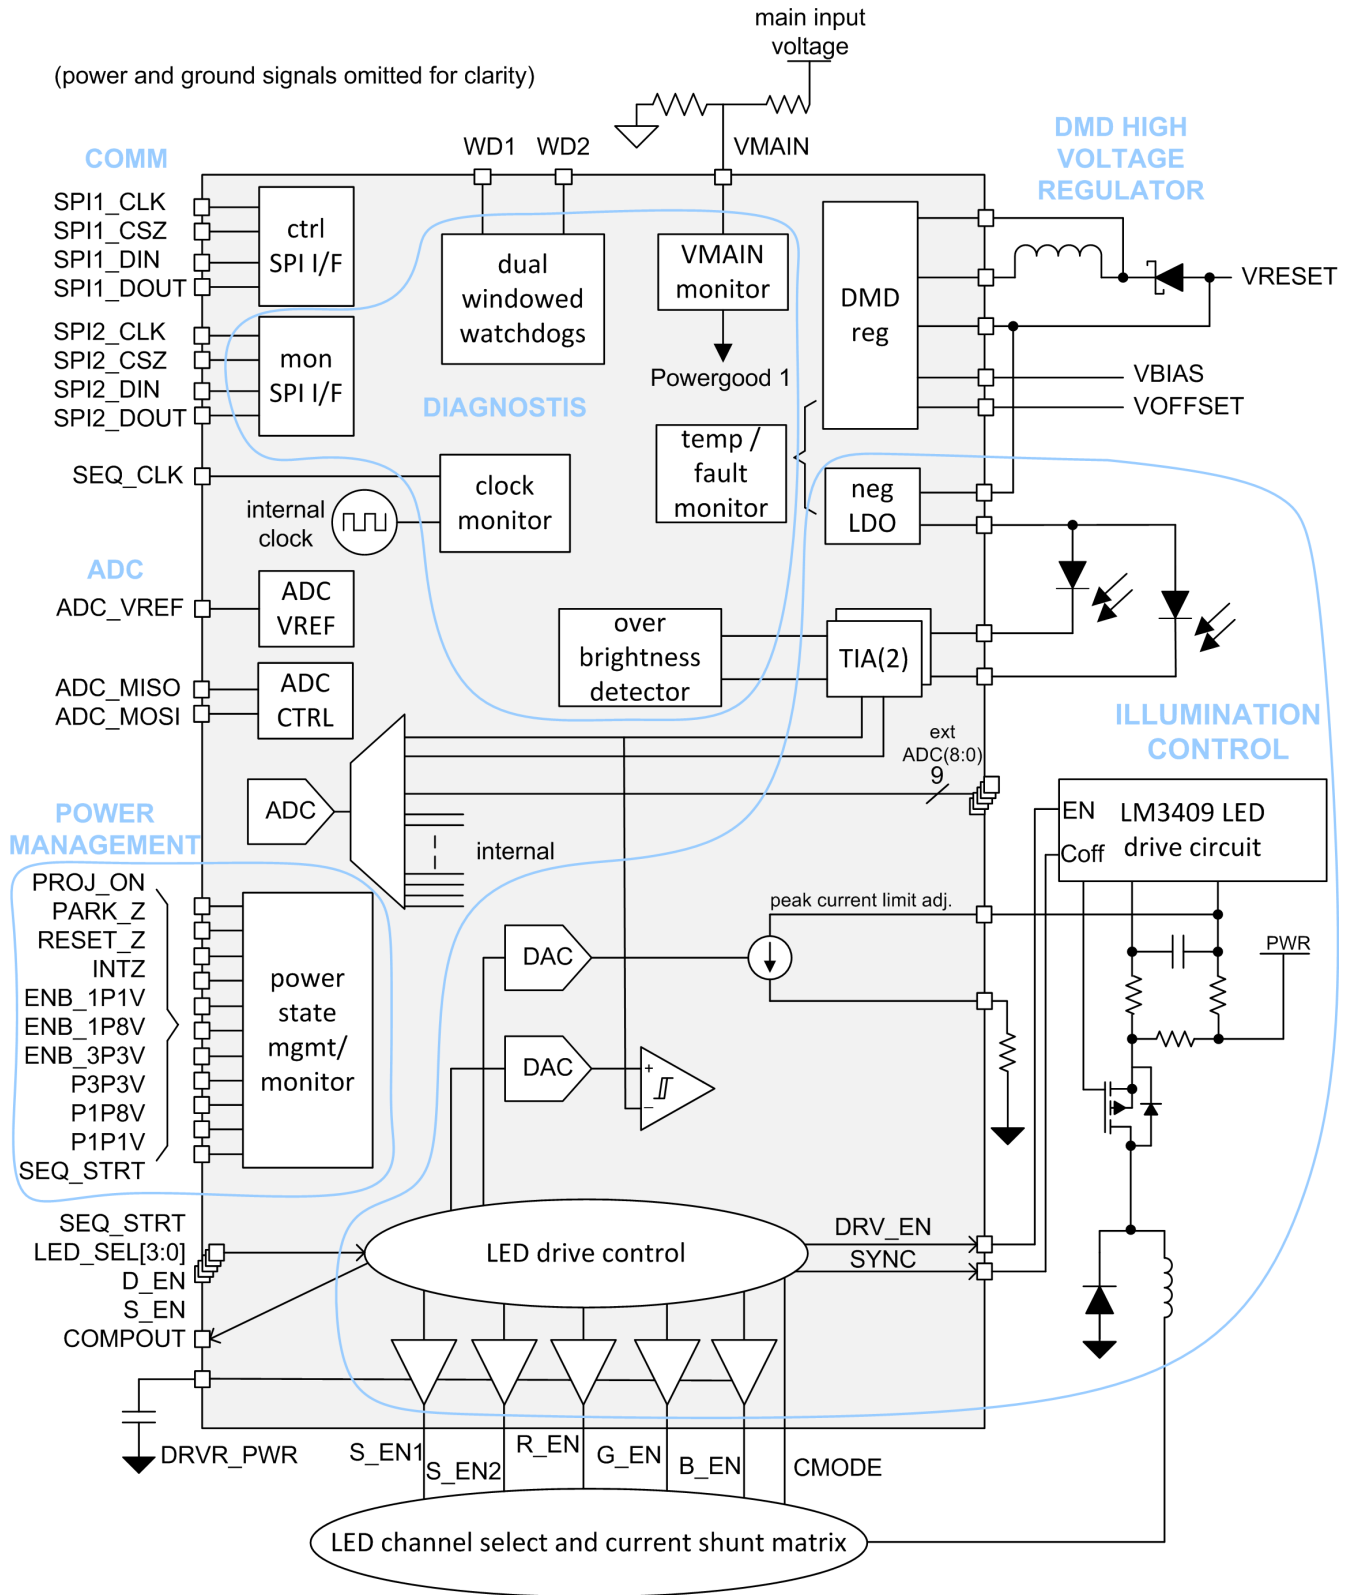 main input
voltage
(power and ground signals omitted for clarity)
WD1
WD2
VMAIN
DMD HIGH
VOLTAGE
REGULATOR
COMM
SPI1_CLK
SPI1_CSZ
SPI1_DIN
SPI1_DOUT
ctrl
SPI I/F
SPI2_CLK
SPI2_CSZ
SPI2_DIN
SPI2_DOUT
mon
SPI I/F
dual
windowed
watchdogs
VMAIN
monitor
Powergood 1
DMD
reg
VRESET
VBIAS
VOFFSET
DIAGNOSTIS
temp /
fault
monitor
neg
LDO
SEQ_CLK
clock
monitor
internal
clock
ADC
ADC_VREF
ADC
VREF
ADC_MISO
ADC_MOSI
ADC
CTRL
over
brightness
detector
TIA(2)
ext
ADC(8:0)
9
ILLUMINATION
CONTROL
ADC
internal
EN
Coff
LM3409 LED
drive circuit
POWER
MANAGEMENT
PROJ_ON
PARK_Z
RESET_Z
INTZ
ENB_1P1V
ENB_1P8V
ENB_3P3V
P3P3V
P1P8V
P1P1V
SEQ_STRT
power
state
mgmt/
monitor
DAC
peak current limit adj.
PWR
DAC
+
−
SEQ_STRT
LED_SEL[3:0]
D_EN
S_EN
COMPOUT
LED drive control
DRV_EN
SYNC
DRVR_PWR
S_EN1
S_EN2
R_EN
G_EN
B_EN
CMODE
LED channel select and current shunt matrix